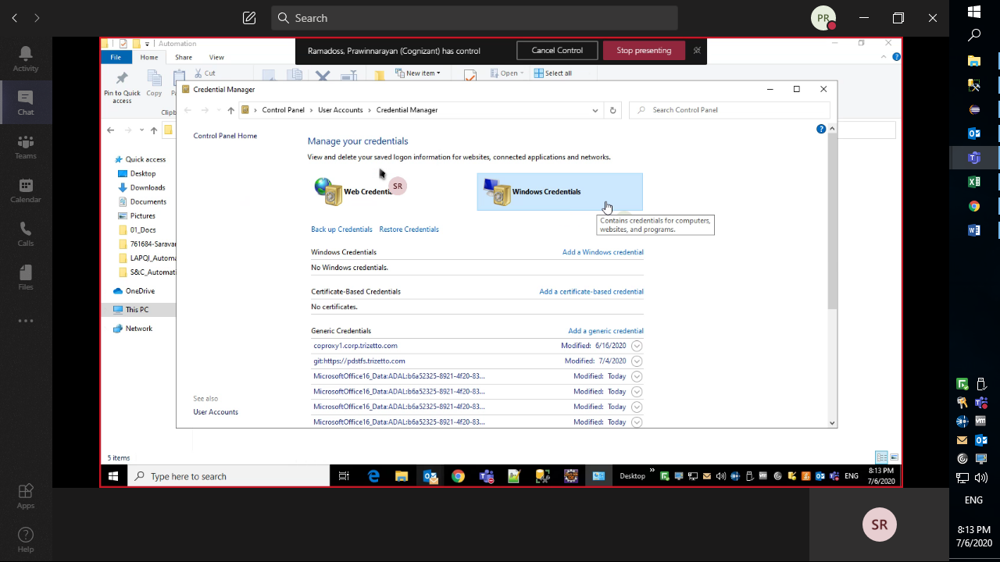 Search
PR
Activity
Chat
Teams
Calendar
Calls
Files
Apps
Help
Automation
File
Home
Share
View
Ramadoss, Prawinnarayan (Cognizant) has control
Cancel Control
Stop presenting
Pin to Quick access
Copy
Cut
New item
Open
Select all
Credential Manager
Control Panel > User Accounts > Credential Manager
Search Control Panel
Control Panel Home
Manage your credentials
View and delete your saved logon information for websites, connected applications and networks.
SR
Windows Credentials
Contains credentials for computers, websites, and programs.
Back up Credentials
Restore Credentials
Windows Credentials
Add a Windows credential
No Windows credentials.
Certificate-Based Credentials
Add a certificate-based credential
No certificates.
Generic Credentials
Add a generic credential
coproxy1.corp.trizetto.com
Modified: 6/16/2020
git:https://pdstfs.trizetto.com
Modified: 7/4/2020
MicrosoftOffice16_Data:ADAL:b6a52325-8921-4f20-83...
Modified: Today
MicrosoftOffice16_Data:ADAL:b6a52325-8921-4f20-83...
Modified: Today
MicrosoftOffice16_Data:ADAL:b6a52325-8921-4f20-83...
Modified: Today
MicrosoftOffice16_Data:ADAL:b6a52325-8921-4f20-83...
Modified: Today
See also
User Accounts
Quick access
Desktop
Downloads
Documents
Pictures
01_Docs
761684-Saravar
LAPQI_Automa
S&C_Automati
OneDrive
This PC
Network
5 items
Type here to search
Desktop
ENG
8:13 PM
7/6/2020
SR
ENG
8:13 PM
7/6/2020